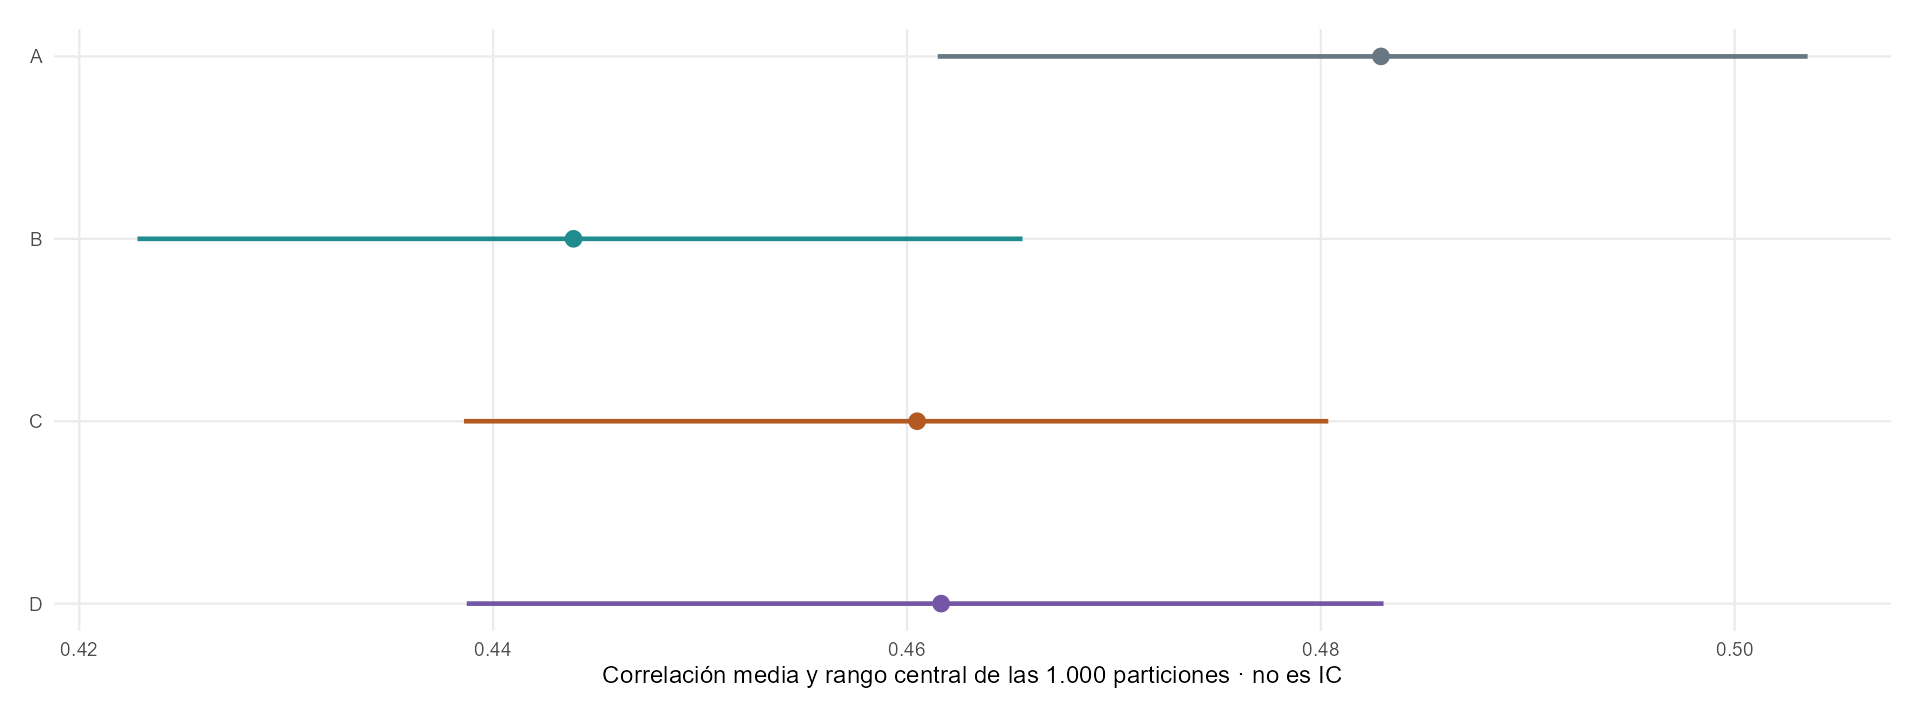 A
B
C
D
0.42 0.44 0.46 0.48 0.50
Correlación media y rango central de las 1.000 particiones · no es IC